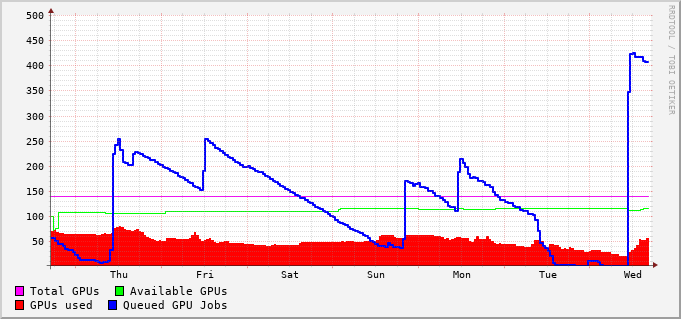 500
450
400
350
300
250
200
150
100
50
Thu Fri Sat Sun Mon Tue Wed
Total GPUs Available GPUs
GPUs used Queued GPU Jobs
RRDTOOL / TOBI OETIKER